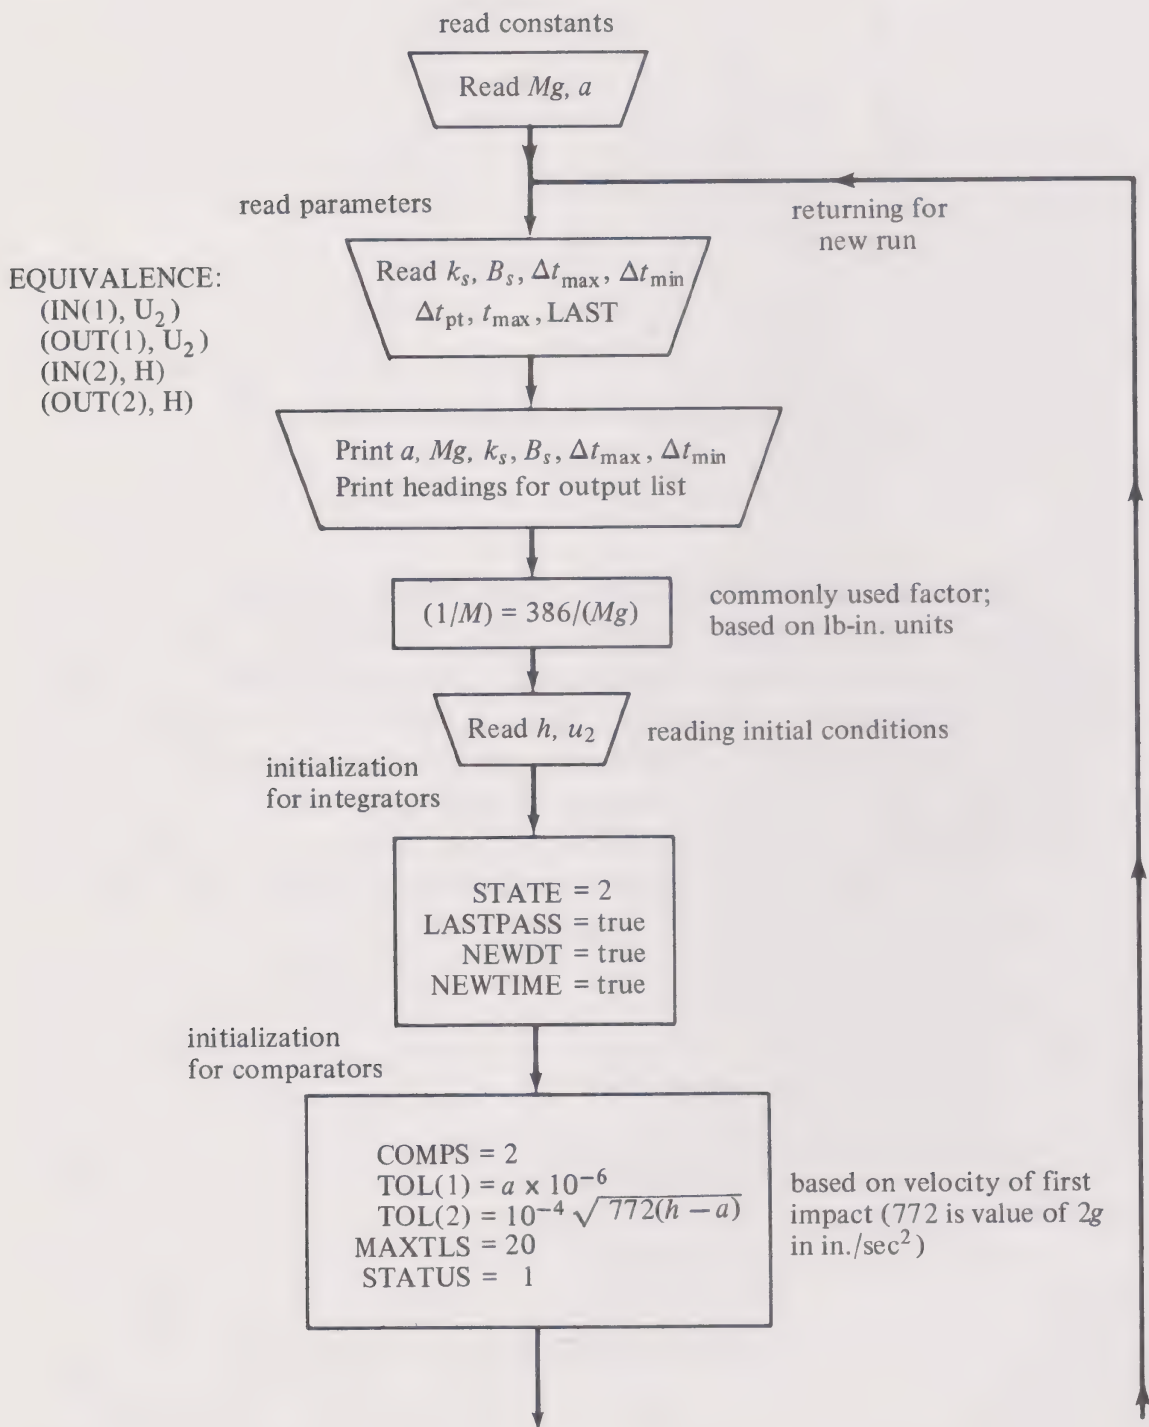 read constants
Read Mg, a
read parameters
returning for
new run
EQUIVALENCE:
(IN(1), U₂)
(OUT(1), U₂)
(IN(2), H)
(OUT(2), H)
Read kₛ, Bₛ, Δt_max, Δt_min
Δt_pt, t_max, LAST
Print a, Mg, kₛ, Bₛ, Δt_max, Δt_min
Print headings for output list
(1/M) = 386/(Mg)
commonly used factor;
based on lb-in. units
Read h, u₂
reading initial conditions
initialization
for integrators
STATE = 2
LASTPASS = true
NEWDT = true
NEWTIME = true
initialization
for comparators
COMPS = 2
TOL(1) = a x 10⁻⁶
TOL(2) = 10⁻⁴ √772(h – a)
MAXTLS = 20
STATUS = 1
based on velocity of first
impact (772 is value of 2g
in in./sec²)